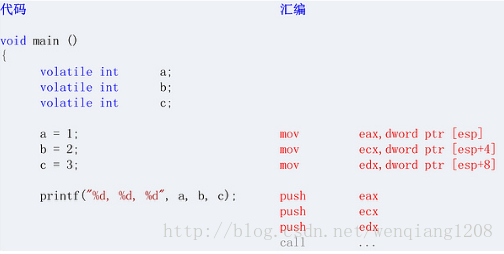 代码 汇编
void main ()
{
volatile int a;
volatile int b;
volatile int c;
a = 1; mov eax,dword ptr [esp]
b = 2; mov ecx,dword ptr [esp+4]
c = 3; mov edx,dword ptr [esp+8]
printf("%d, %d, %d", a, b, c); push eax
push ecx
push edx
http://blog.csdn.net/wenqiang1208
call ...